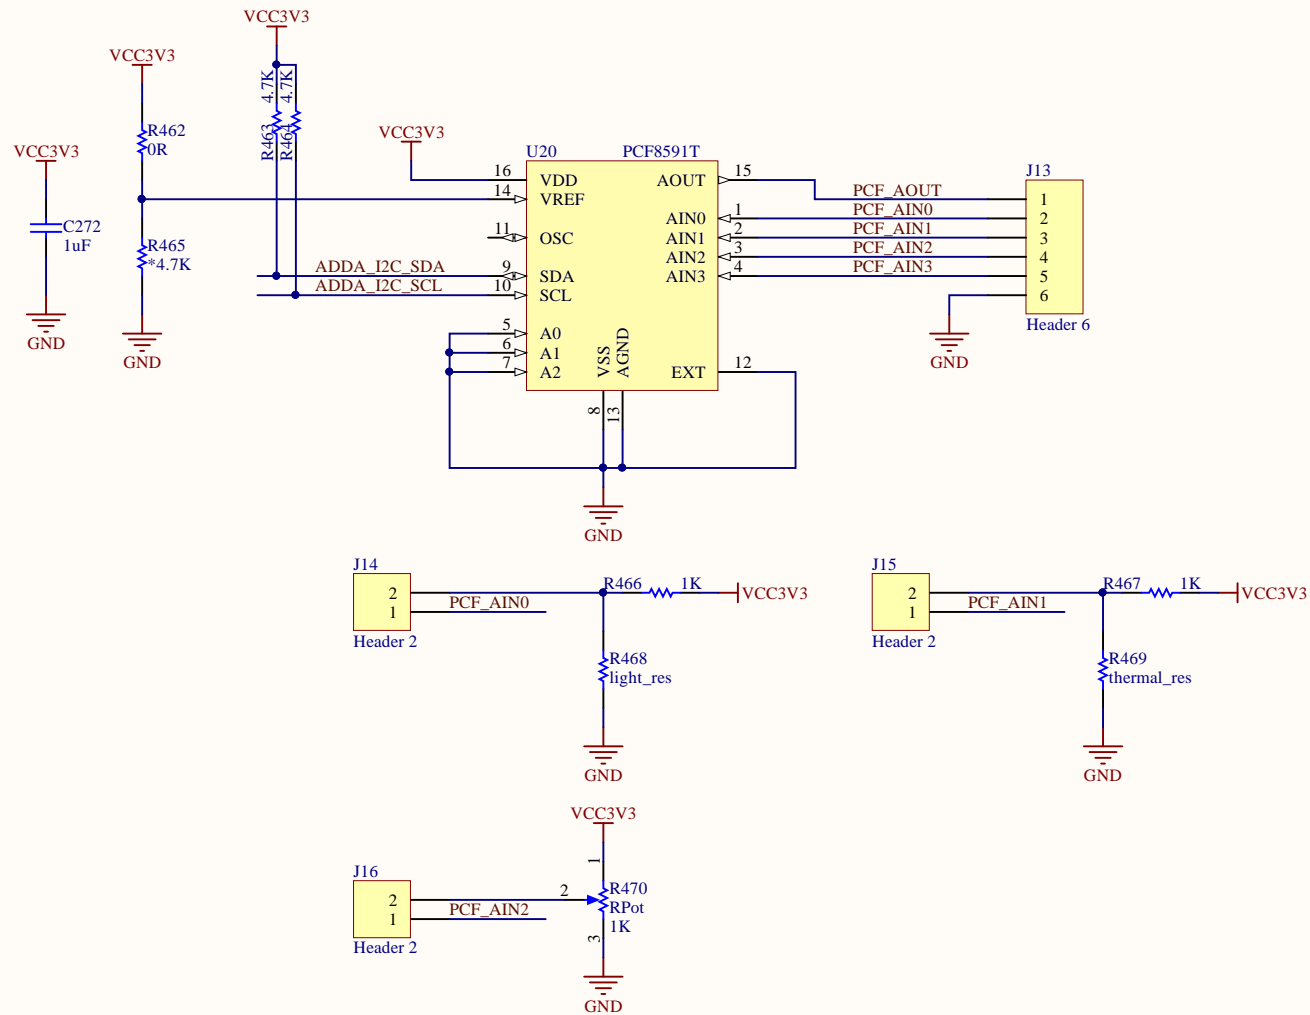 VCC3V3
VCC3V3
VCC3V3
VCC3V3
R462
0R
R463
4.7K
R464
4.7K
C272
1uF
R465
*4.7K
GND
GND
ADDA_I2C_SDA
ADDA_I2C_SCL
U20
PCF8591T
16
VDD
14
VREF
11
OSC
9
SDA
10
SCL
5
A0
6
A1
7
A2
VSS
8
AGND
13
AOUT
15
AIN0
1
AIN1
2
AIN2
3
AIN3
4
EXT
12
GND
PCF_AOUT
PCF_AIN0
PCF_AIN1
PCF_AIN2
PCF_AIN3
J13
1
2
3
4
5
6
Header 6
GND
J14
2
1
Header 2
PCF_AIN0
R466
1K
VCC3V3
R468
light_res
GND
J15
2
1
Header 2
PCF_AIN1
R467
1K
VCC3V3
R469
thermal_res
GND
VCC3V3
J16
2
1
Header 2
PCF_AIN2
1
2
3
R470
RPot
1K
GND